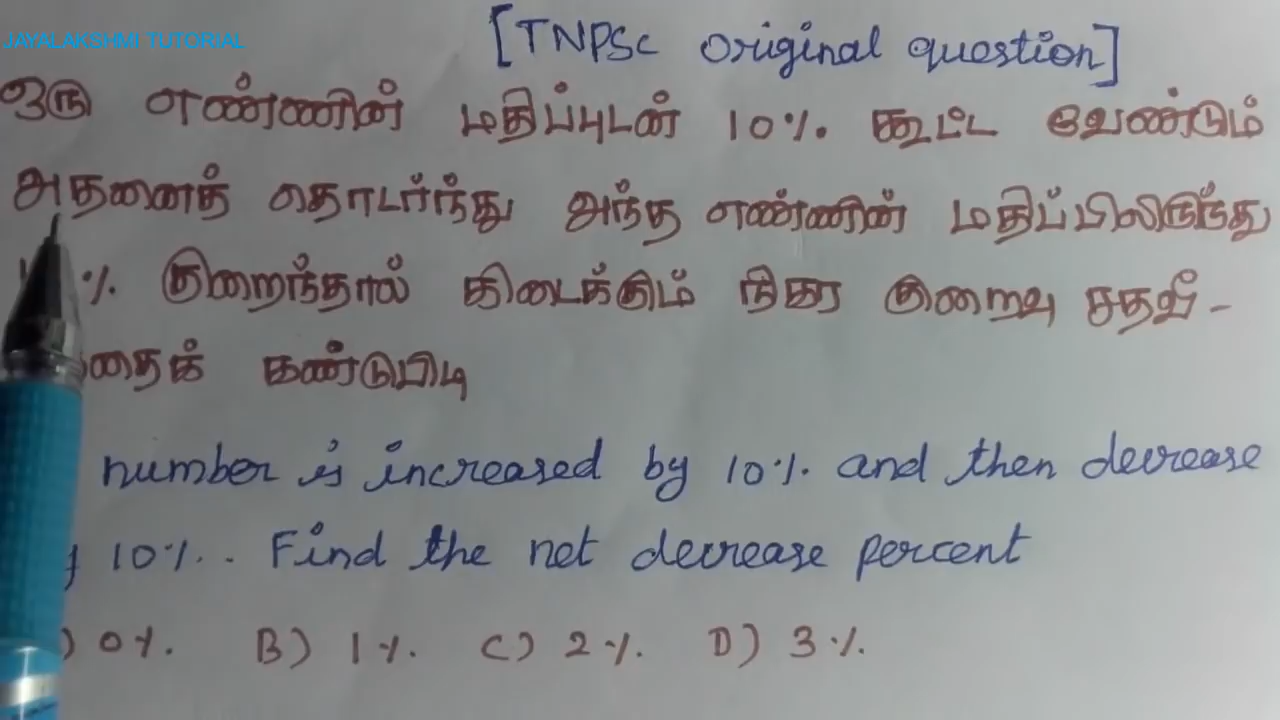 JAYALAKSHMI TUTORIAL
[TNPSC original question]
ஒரு எண்ணின் மதிப்புடன் 10%. கூட்ட வேண்டும்
அதனைத் தொடர்ந்து அந்த எண்ணின் மதிப்பிலிருந்து
%. குறைந்தால் கிடைக்கும் நிகர குறைவு சதவீ-
தைக் கண்டுபிடி
number is increased by 10%. and then decrease
10%.. Find the net decrease percent
) 0%. B) 1%. C) 2%. D) 3%.